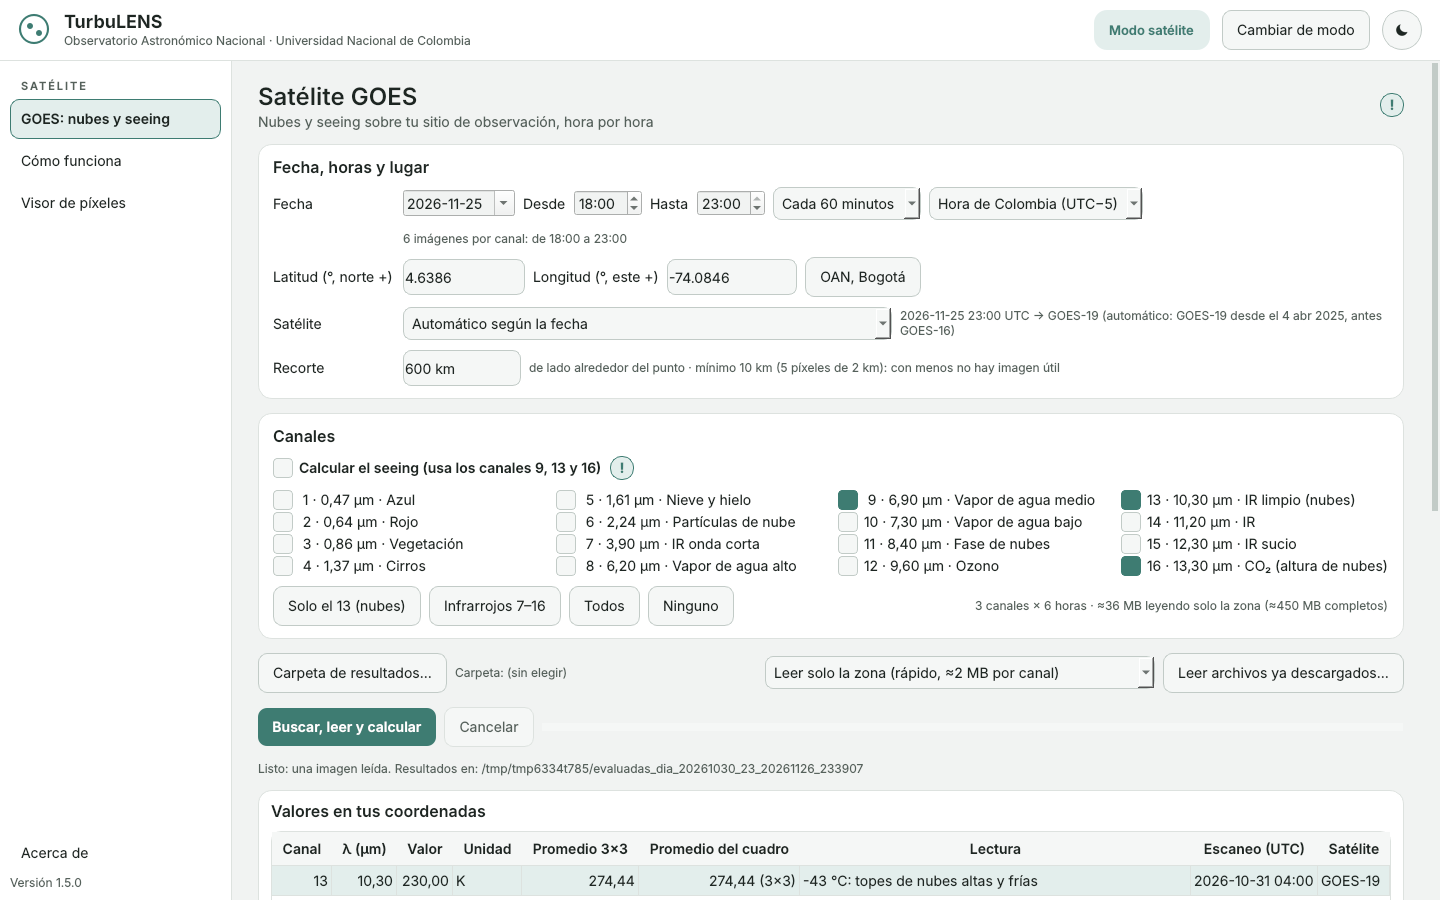 TurbuLENS
Observatorio Astronómico Nacional · Universidad Nacional de Colombia
Modo satélite
Cambiar de modo
SATÉLITE
GOES: nubes y seeing
Cómo funciona
Visor de píxeles
Acerca de
Versión 1.5.0
Satélite GOES
Nubes y seeing sobre tu sitio de observación, hora por hora
!
Fecha, horas y lugar
Fecha 2026-11-25 Desde 18:00 Hasta 23:00 Cada 60 minutos Hora de Colombia (UTC−5)
6 imágenes por canal: de 18:00 a 23:00
Latitud (°, norte +) 4.6386 Longitud (°, este +) -74.0846 OAN, Bogotá
Satélite Automático según la fecha 2026-11-25 23:00 UTC → GOES-19 (automático: GOES-19 desde el 4 abr 2025, antes
GOES-16)
Recorte 600 km de lado alrededor del punto · mínimo 10 km (5 píxeles de 2 km): con menos no hay imagen útil
Canales
Calcular el seeing (usa los canales 9, 13 y 16) !
1 · 0,47 µm · Azul 5 · 1,61 µm · Nieve y hielo 9 · 6,90 µm · Vapor de agua medio 13 · 10,30 µm · IR limpio (nubes)
2 · 0,64 µm · Rojo 6 · 2,24 µm · Partículas de nube 10 · 7,30 µm · Vapor de agua bajo 14 · 11,20 µm · IR
3 · 0,86 µm · Vegetación 7 · 3,90 µm · IR onda corta 11 · 8,40 µm · Fase de nubes 15 · 12,30 µm · IR sucio
4 · 1,37 µm · Cirros 8 · 6,20 µm · Vapor de agua alto 12 · 9,60 µm · Ozono 16 · 13,30 µm · CO₂ (altura de nubes)
Solo el 13 (nubes) Infrarrojos 7–16 Todos Ninguno 3 canales × 6 horas · ≈36 MB leyendo solo la zona (≈450 MB completos)
Carpeta de resultados... Carpeta: (sin elegir) Leer solo la zona (rápido, ≈2 MB por canal) Leer archivos ya descargados...
Buscar, leer y calcular Cancelar
Listo: una imagen leída. Resultados en: /tmp/tmp6334t785/evaluadas_dia_20261030_23_20261126_233907
Valores en tus coordenadas
Canal λ (µm) Valor Unidad Promedio 3×3 Promedio del cuadro Lectura Escaneo (UTC) Satélite
13 10,30 230,00 K 274,44 274,44 (3×3) -43 °C: topes de nubes altas y frías 2026-10-31 04:00 GOES-19